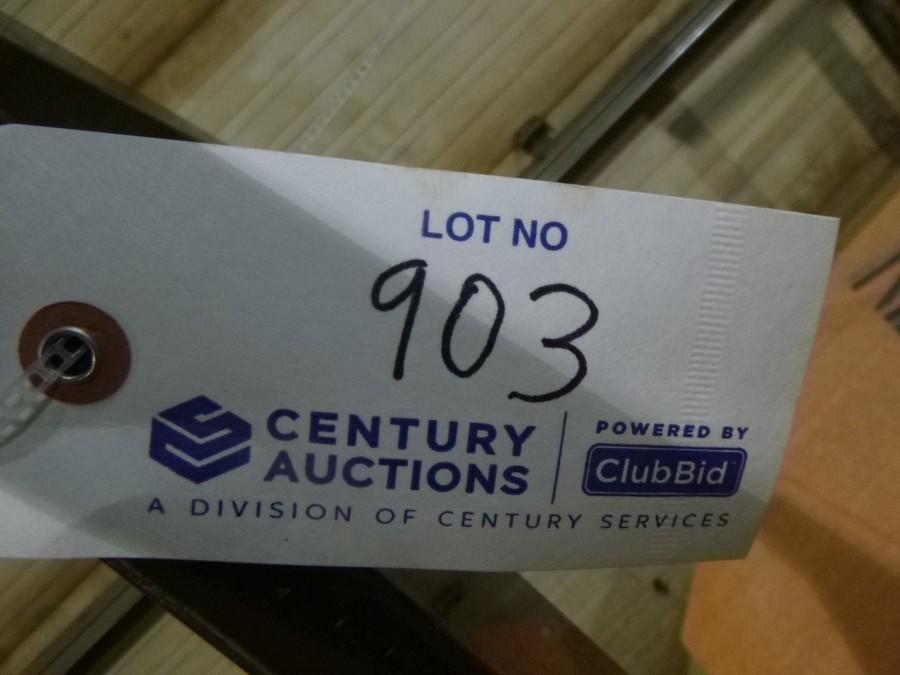 LOT NO
903
CENTURY
AUCTIONS
A DIVISION OF CENTURY SERVICES
POWERED BY
ClubBid